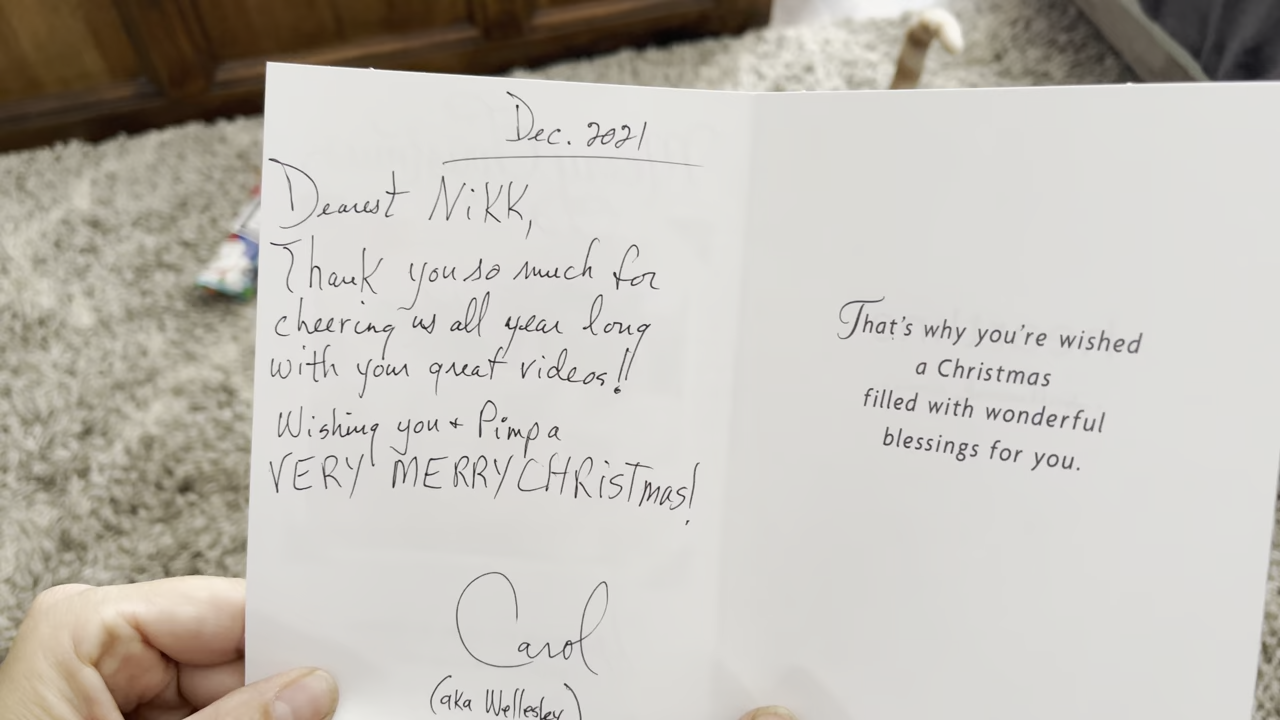 Dec. 2021
Dearest NiKK,
Thank you so much for
cheering us all year long
with your great videos!!
Wishing you + Pimpa
VERY MERRY CHRiSTmas!
Carol
(aka Wellesley)
That's why you're wished
a Christmas
filled with wonderful
blessings for you.